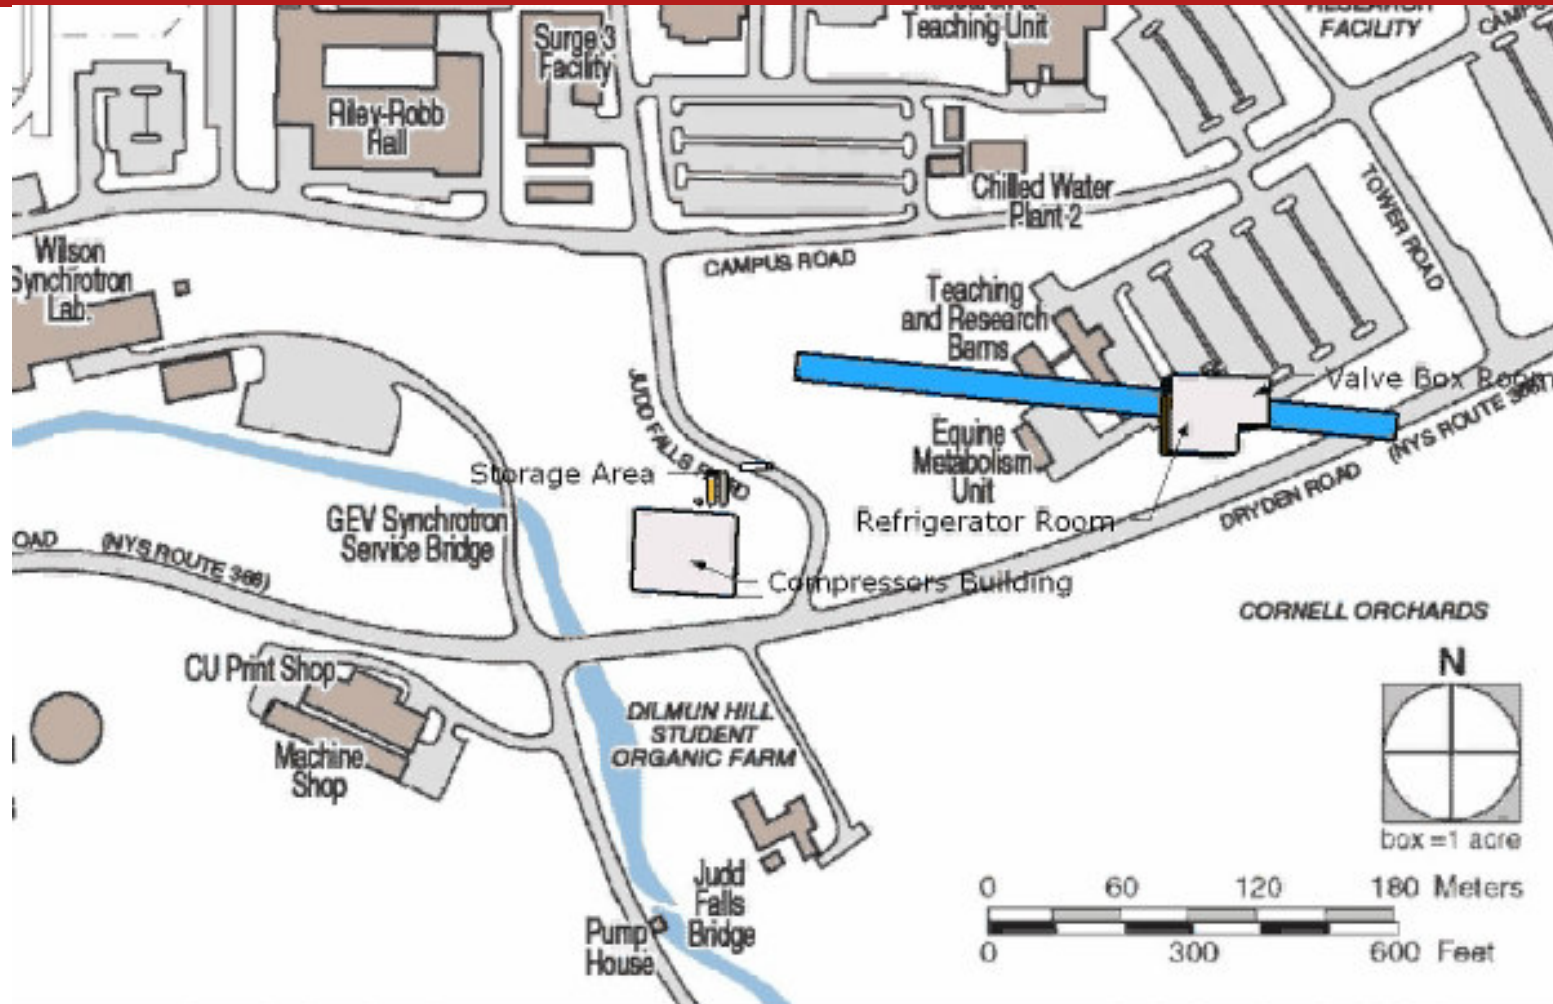 Surge 3
Facility
Teaching Unit
FACILITY
Riley-Robb
Hall
Chilled Water
Plant 2
TOWER ROAD
CAMPUS ROAD
Wilson
Synchrotron
Lab.
Teaching
and Research
Barns
Valve Box Room
JUDD FALLS
Equine
Metabolism
Unit
(NYS ROUTE 366)
DRYDEN ROAD
Storage Area
GEV Synchrotron
Service Bridge
Refrigerator Room
OAD
(NYS ROUTE 366)
Compressors Building
CORNELL ORCHARDS
CU Print Shop
N
DILMUN HILL
STUDENT
ORGANIC FARM
Machine
Shop
box = 1 acre
Judd
Falls
Bridge
Pump
House
0 60 120 180 Meters
0 300 600 Feet